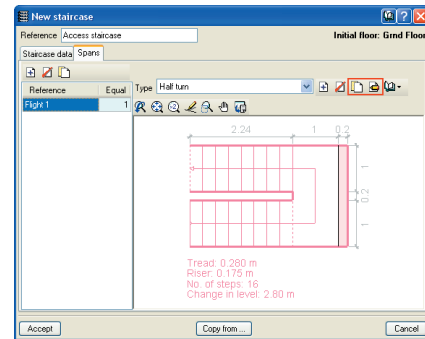 New staircase
Reference Access staircase
Initial floor: Grnd Floor
Staircase data Spans
Reference Equal
Flight 1 1
Type Half turn
2.24 1 0.2
1
0.2
1
Tread: 0.280 m
Riser: 0.175 m
No. of steps: 16
Change in level: 2.80 m
Accept
Copy from ...
Cancel